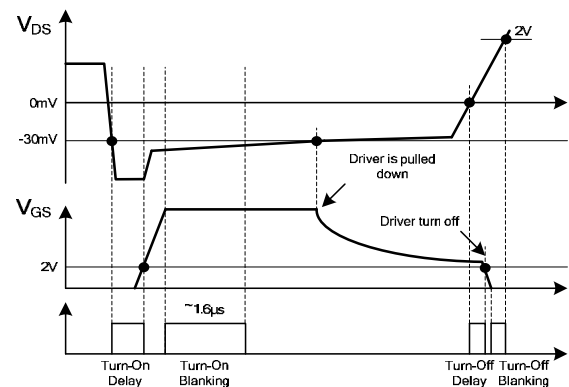 VDS
2V
0mV
-30mV
Driver is pulled
down
VGS
Driver turn off
2V
~1.6µs
Turn-On
Delay
Turn-On
Blanking
Turn-Off
Delay
Turn-Off
Blanking